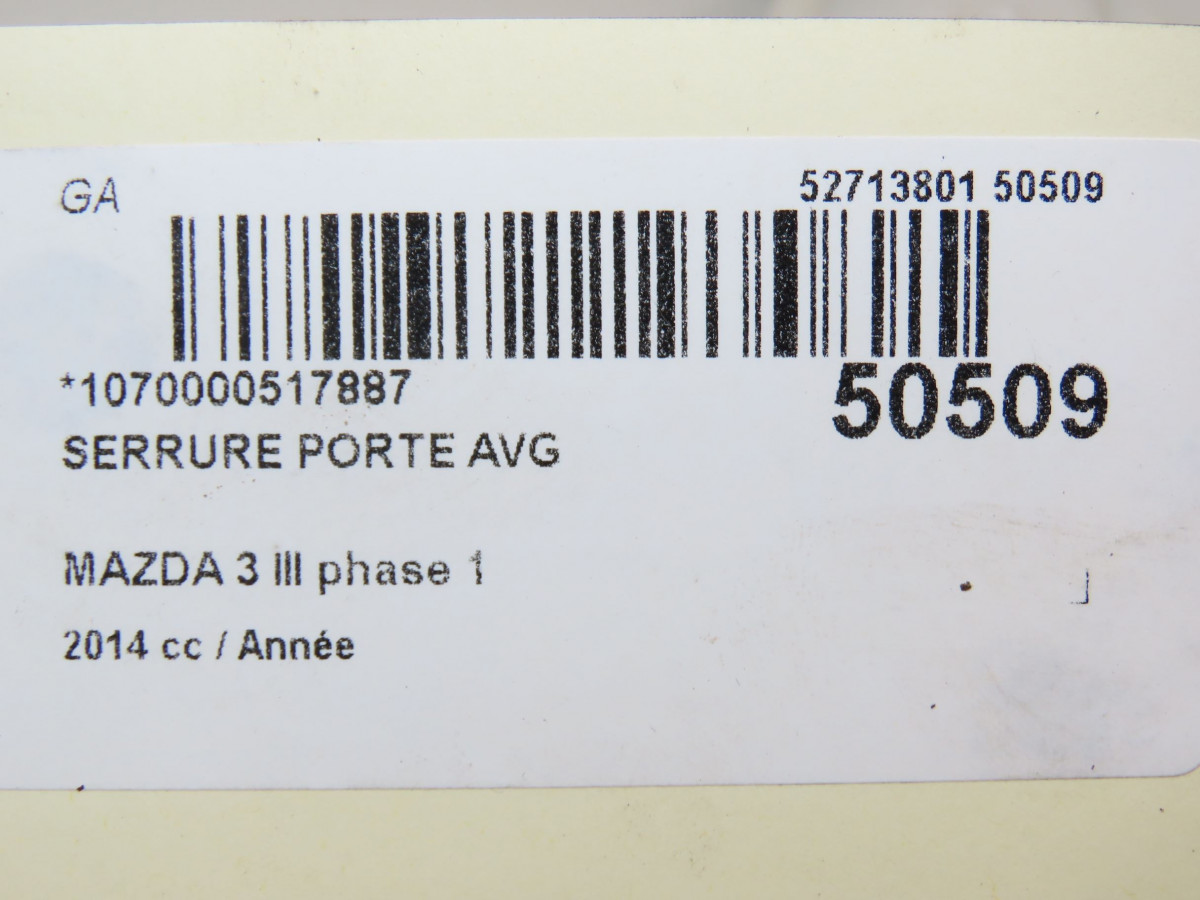 GA
52713801 50509
*1070000517887
50509
SERRURE PORTE AVG
MAZDA 3 III phase 1
2014 cc / Année